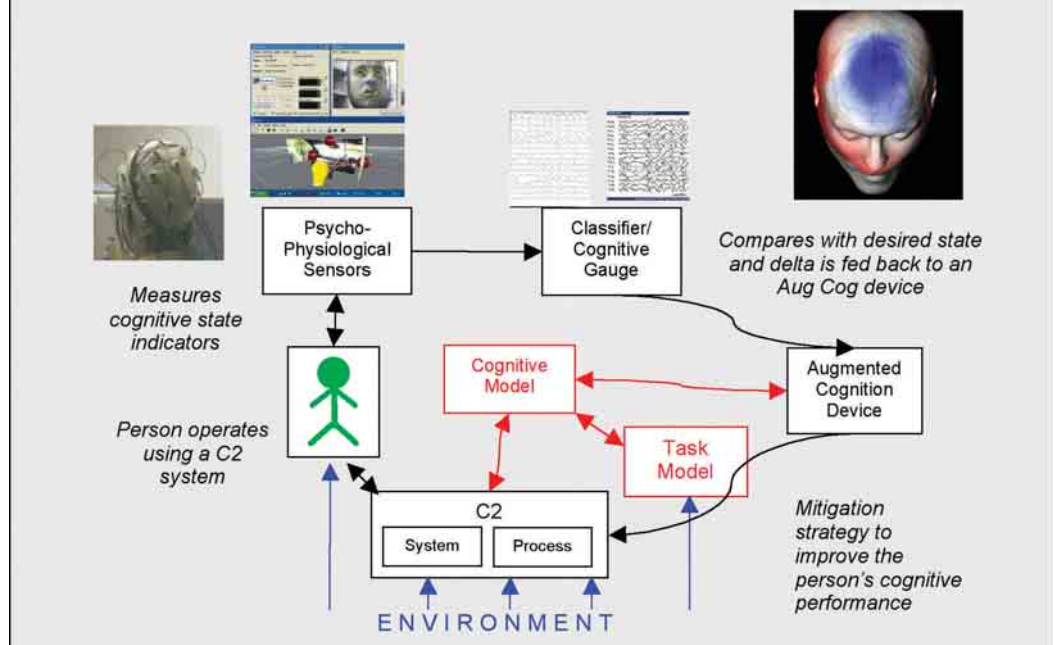 Psycho-
Physiological
Sensors
Classifier/
Cognitive
Gauge
Compares with desired state
and delta is fed back to an
Aug Cog device
Measures
cognitive state
indicators
Cognitive
Model
Augmented
Cognition
Device
Person operates
using a C2
system
Task
Model
C2
System
Process
Mitigation
strategy to
improve the
person's cognitive
performance
ENVIRONMENT